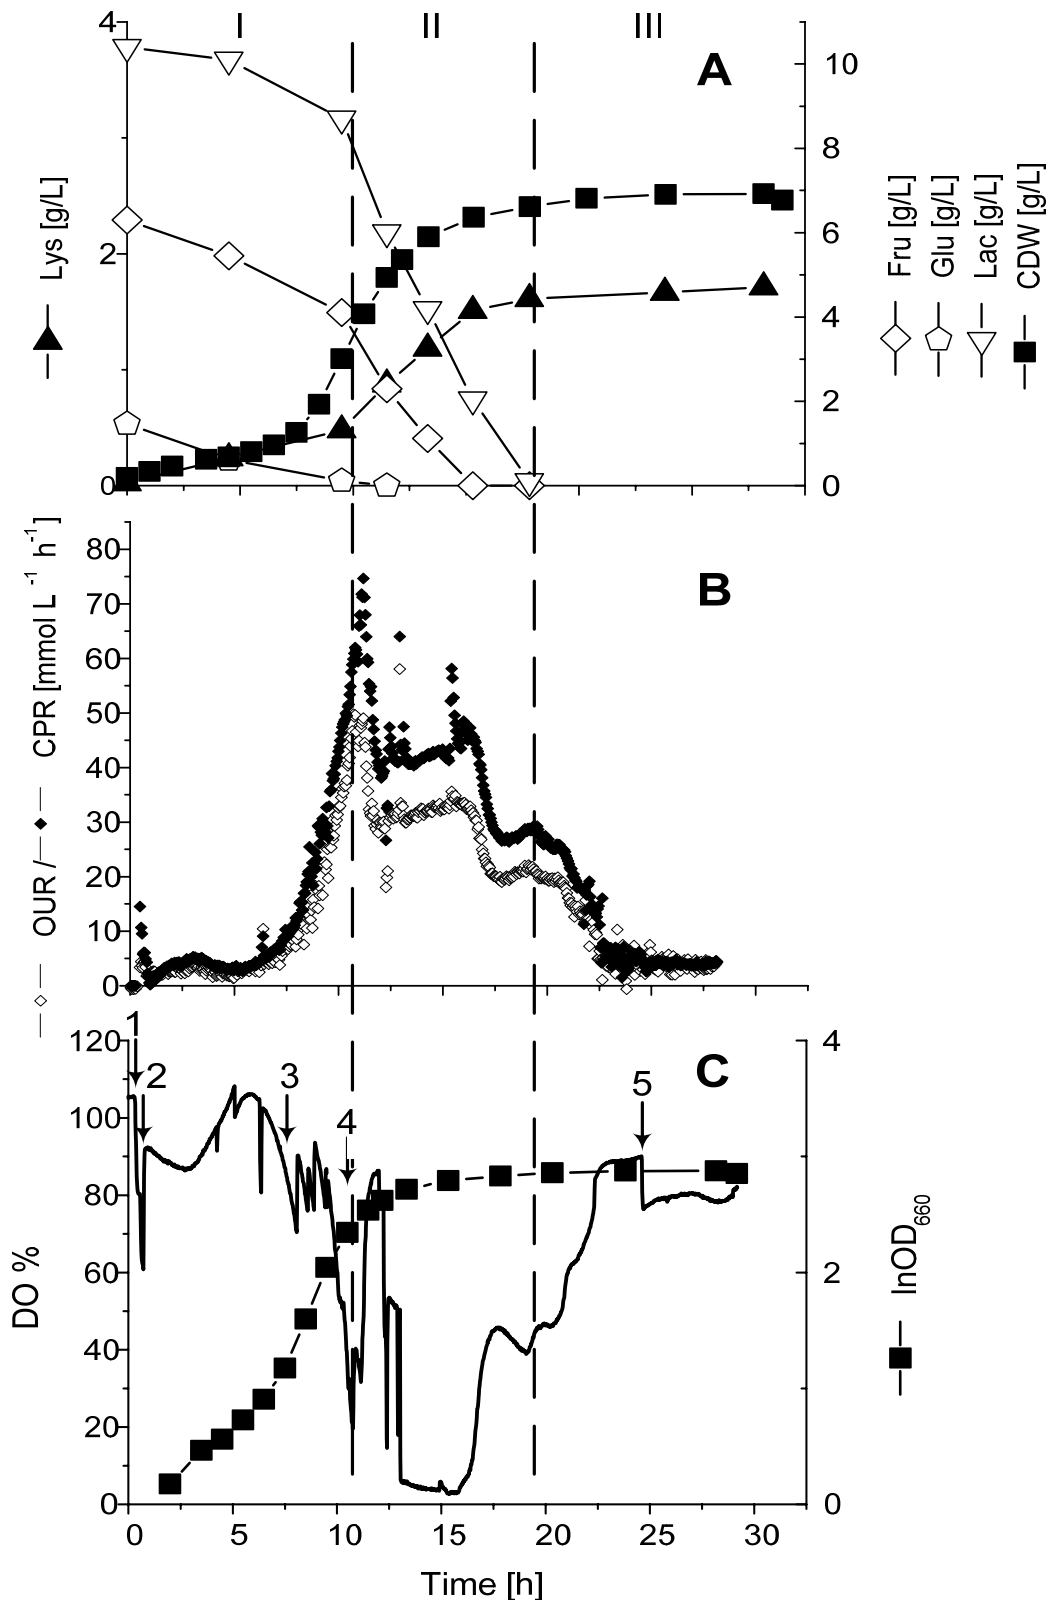 I II III
A
4
2
0
Lys [g/L]
10
8
6
4
2
0
Fru [g/L]
Glu [g/L]
Lac [g/L]
CDW [g/L]
B
80
70
60
50
40
30
20
10
0
OUR / CPR [mmol L-1 h-1]
C
1
2
3
4
5
120
100
80
60
40
20
0
DO %
4
2
0
lnOD660
0 5 10 15 20 25 30
Time [h]